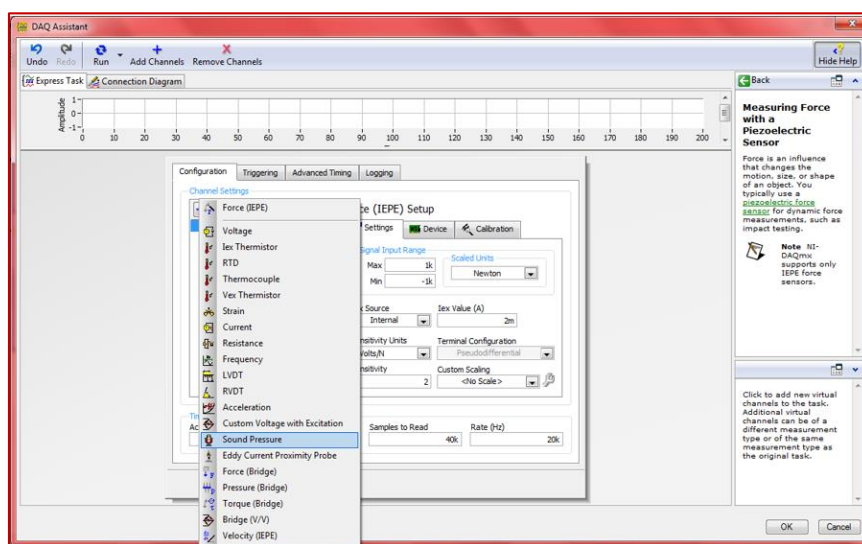 DAQ Assistant
Undo Redo Run Add Channels Remove Channels Hide Help
Express Task Connection Diagram
Amplitude
1-
0-
-1-
0 10 20 30 40 50 60 70 80 90 100 110 120 130 140 150 160 170 180 190 200
Configuration Triggering Advanced Timing Logging
Channel Settings
Force (IEPE)
Voltage
Iex Thermistor
RTD
Thermocouple
Vex Thermistor
Strain
Current
Resistance
Frequency
LVDT
RVDT
Acceleration
Custom Voltage with Excitation
Sound Pressure
Eddy Current Proximity Probe
Force (Bridge)
Pressure (Bridge)
Torque (Bridge)
Bridge (V/V)
Velocity (IEPE)
ce (IEPE) Setup
Settings Device Calibration
Signal Input Range
Max 1k
Min -1k
Scaled Units
Newton
x Source
Internal
Iex Value (A)
2m
nsitivity Units
Volts/N
Terminal Configuration
Pseudodifferential
nsitivity
2
Custom Scaling
<No Scale>
Tim
Ac
Samples to Read
40k
Rate (Hz)
20k
Back
Measuring Force
with a
Piezoelectric
Sensor
Force is an influence
that changes the
motion, size, or shape
of an object. You
typically use a
piezoelectric force
sensor for dynamic force
measurements, such as
impact testing.
Note NI-
DAQmx
supports only
IEPE force
sensors.
Click to add new virtual
channels to the task.
Additional virtual
channels can be of a
different measurement
type or of the same
measurement type as
the original task.
OK Cancel